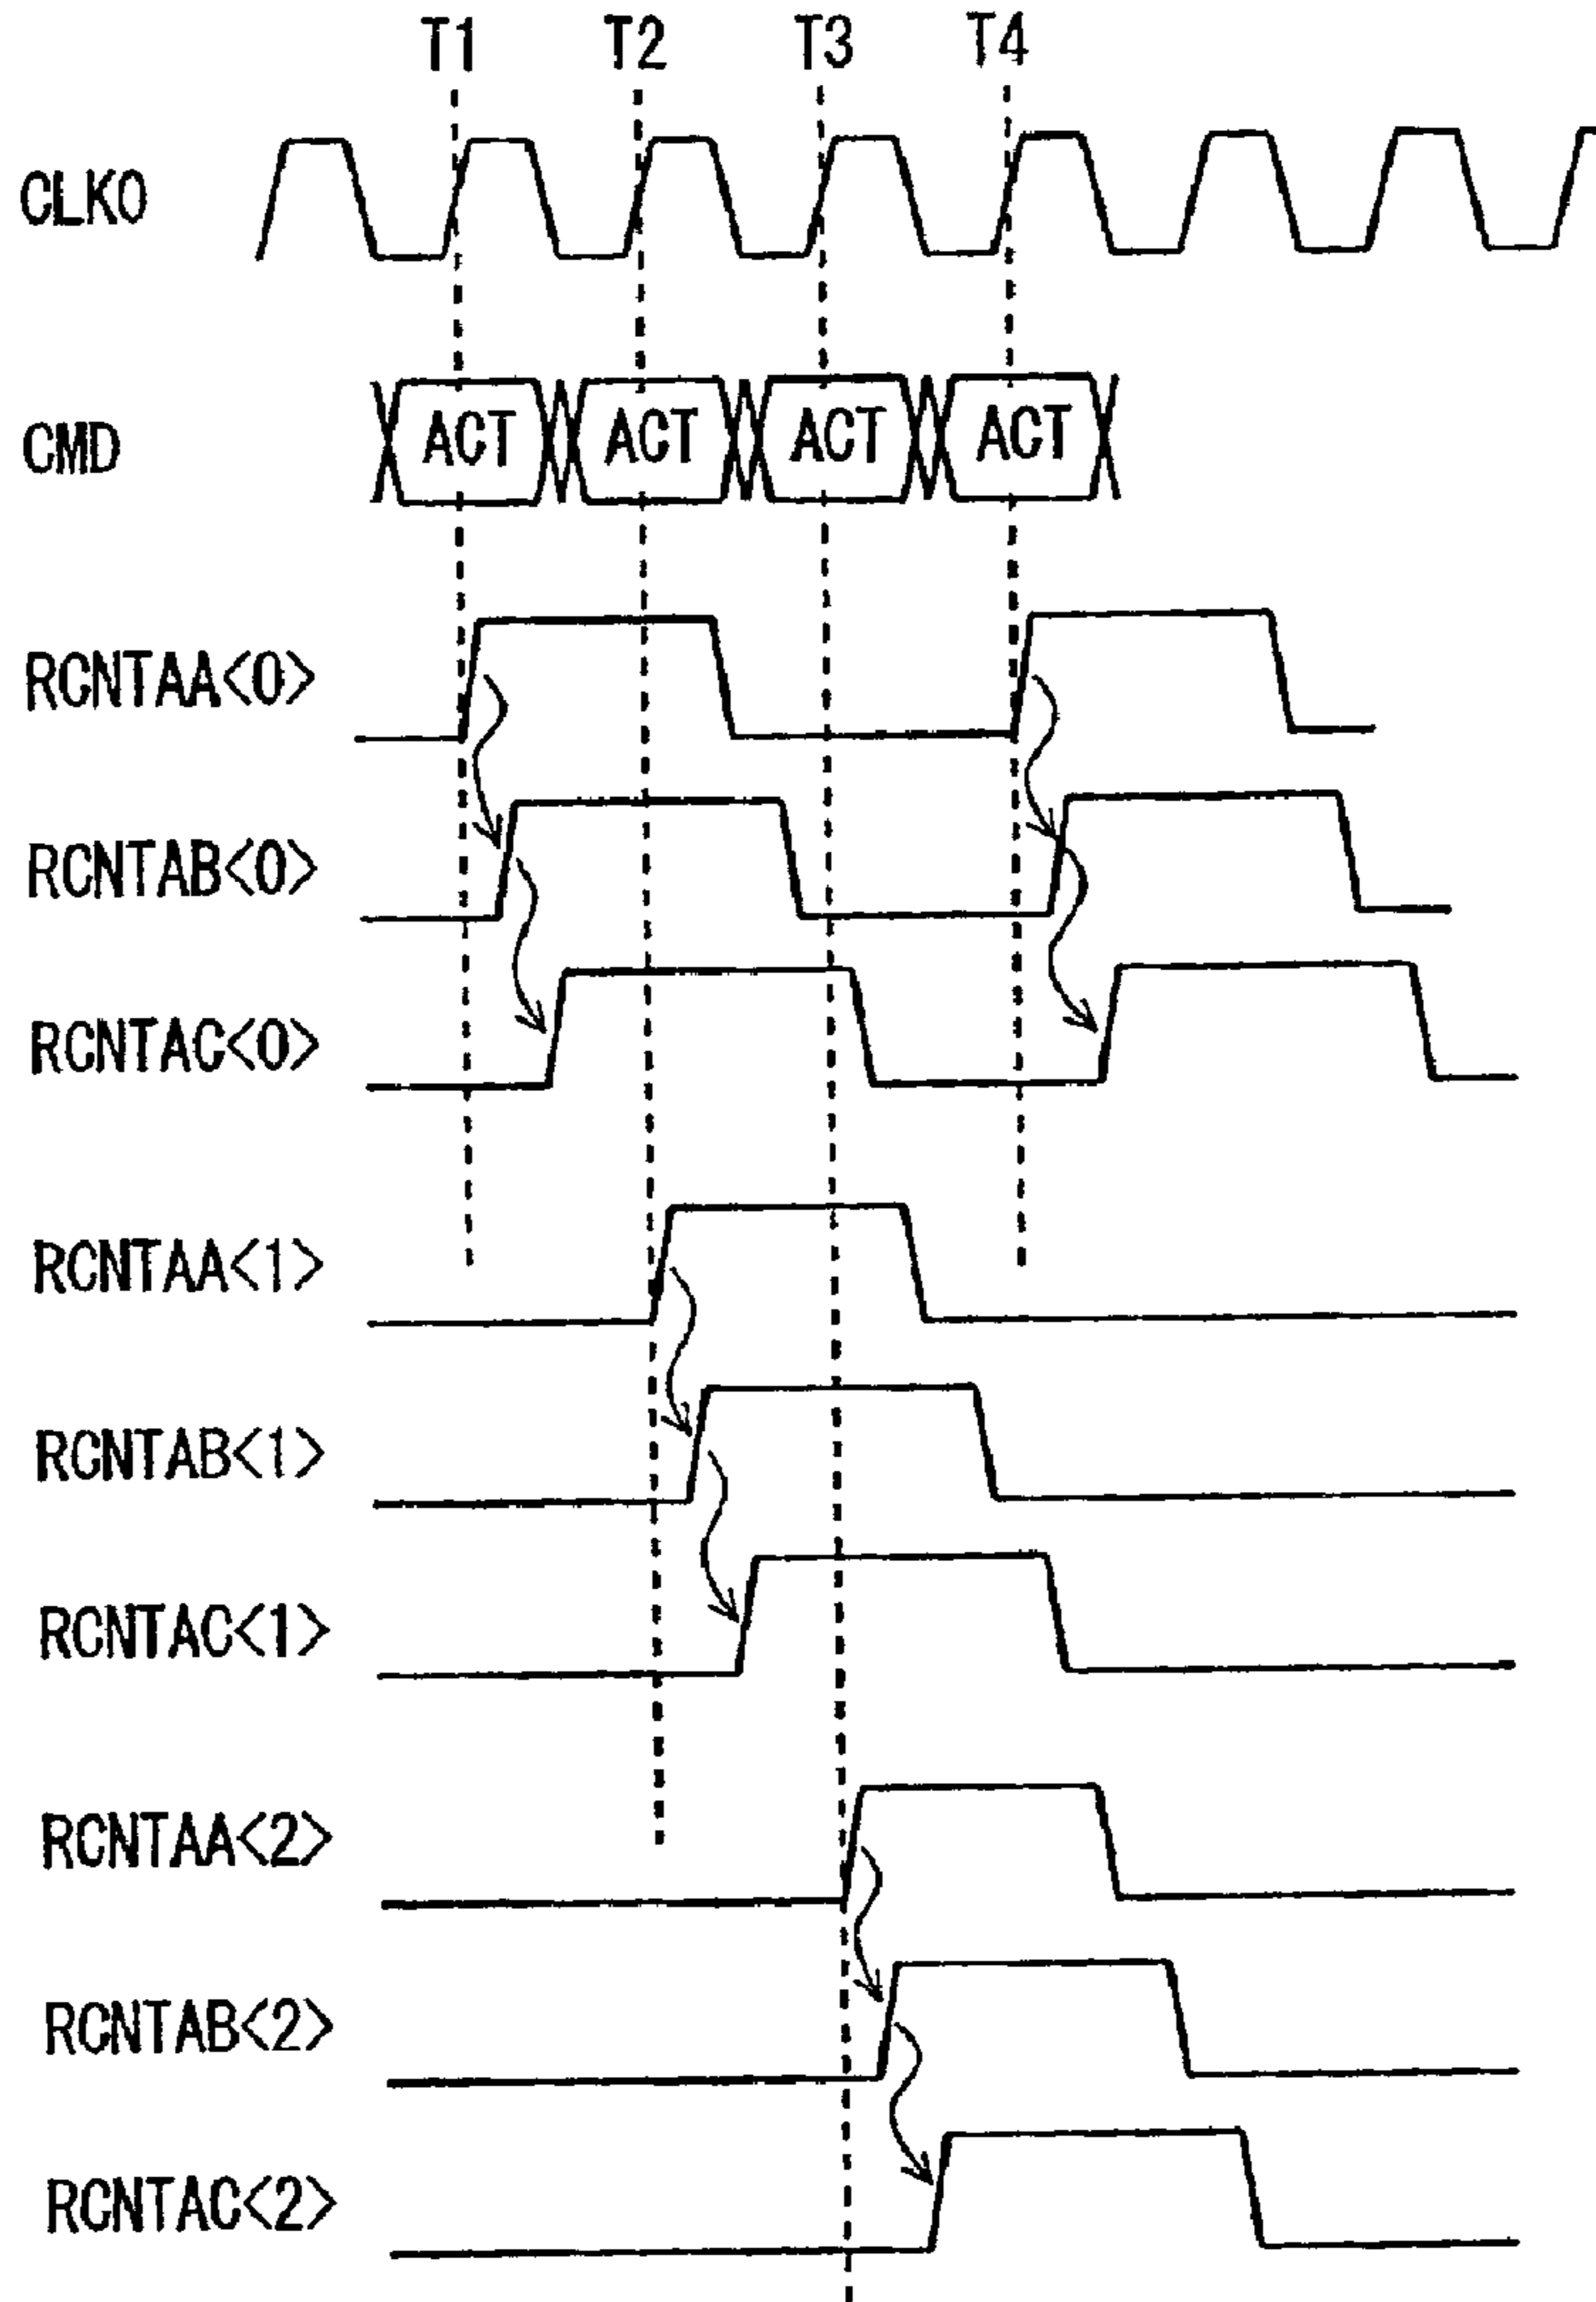 T1 T2 T3 T4
CLK0
CMD ACT ACT ACT ACT
RCNTAA<0>
RCNTAB<0>
RCNTAC<0>
RCNTAA<1>
RCNTAB<1>
RCNTAC<1>
RCNTAA<2>
RCNTAB<2>
RCNTAC<2>